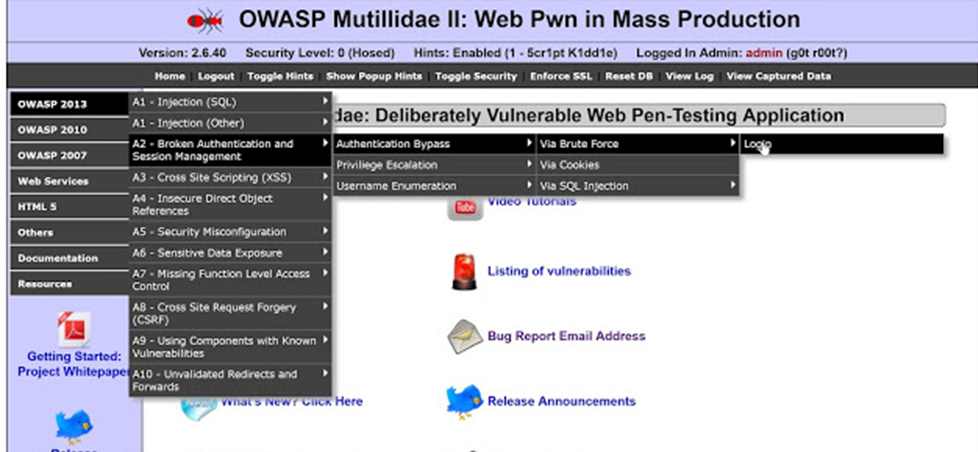 OWASP Mutillidae II: Web Pwn in Mass Production
Version: 2.6.40 Security Level: 0 (Hosed) Hints: Enabled (1 - 5cr1pt K1dd1e) Logged In Admin: admin (g0t r00t?)
Home Logout Toggle Hints Show Popup Hints Toggle Security Enforce SSL Reset DB View Log View Captured Data
OWASP 2013
OWASP 2010
OWASP 2007
Web Services
HTML 5
Others
Documentation
Resources
Getting Started:
Project Whitepaper
A1 - Injection (SQL)
A1 - Injection (Other)
A2 - Broken Authentication and
Session Management
A3 - Cross Site Scripting (XSS)
A4 - Insecure Direct Object
References
A5 - Security Misconfiguration
A6 - Sensitive Data Exposure
A7 - Missing Function Level Access
Control
A8 - Cross Site Request Forgery
(CSRF)
A9 - Using Components with Known
Vulnerabilities
A10 - Unvalidated Redirects and
Forwards
dae: Deliberately Vulnerable Web Pen-Testing Application
Authentication Bypass
Priviliege Escalation
Username Enumeration
Via Brute Force
Via Cookies
Via SQL Injection
Login
Tube
Video Tutorials
Listing of vulnerabilities
Bug Report Email Address
What's New? Click Here
Release Announcements